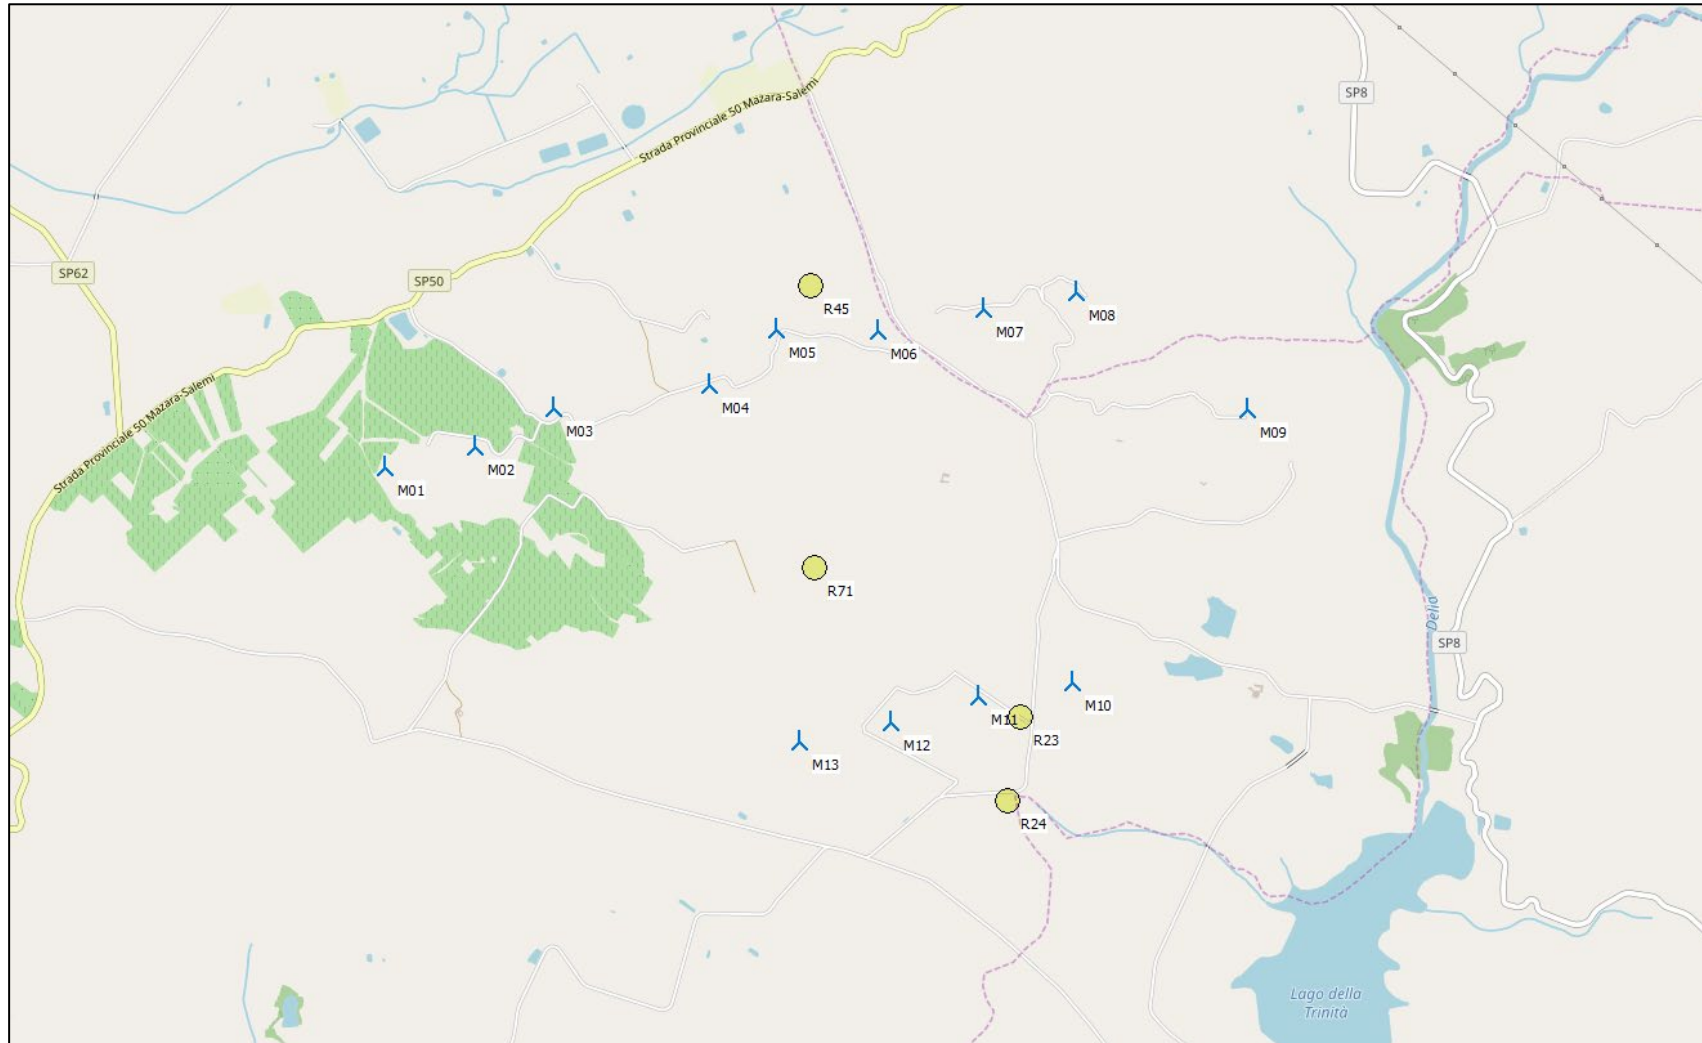 SP8
Strada Provinciale 50 Mazara-Salemi
SP62
SP50
R45
M08
M07
M05
M06
M04
M03
M09
Strada Provinciale 50 Mazara-Salemi
M02
M01
R71
Delia
SP8
M10
M11
R23
M12
M13
R24
Lago della
Trinità